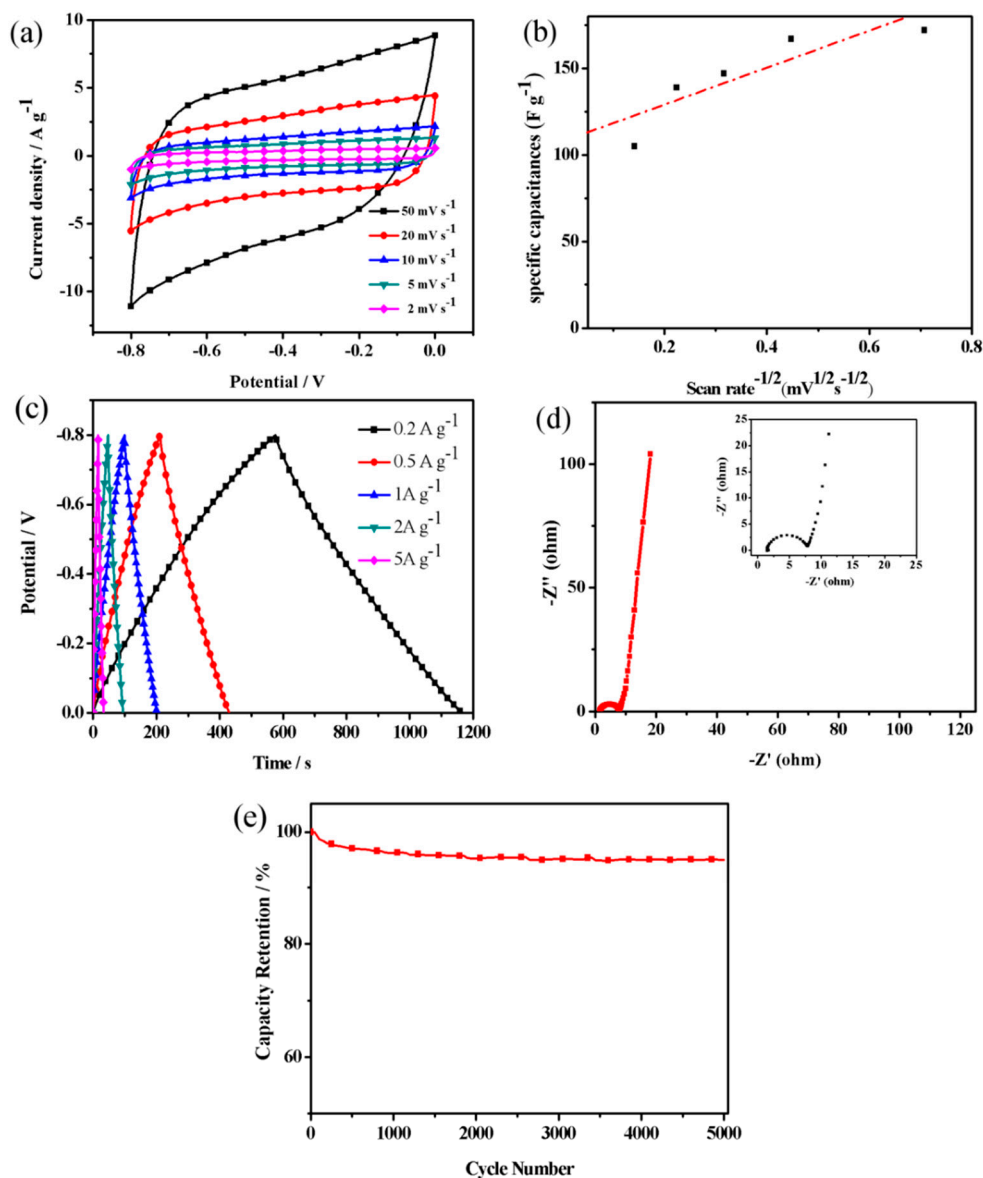 (a)
Current density / A g-1
10
5
0
-5
-10
-0.8
-0.6
-0.4
-0.2
0.0
Potential / V
50 mV s-1
20 mV s-1
10 mV s-1
5 mV s-1
2 mV s-1
(b)
specific capacitances (F g-1)
150
100
50
0
0.2
0.4
0.6
0.8
Scan rate-1/2(mV1/2s-1/2)
(c)
Potential / V
-0.8
-0.6
-0.4
-0.2
0.0
0
200
400
600
800
1000
1200
Time / s
0.2 A g-1
0.5 A g-1
1A g-1
2A g-1
5A g-1
(d)
-Z'' (ohm)
100
50
0
0
20
40
60
80
100
120
-Z' (ohm)
-Z'' (ohm)
25
20
15
10
5
0
0
5
10
15
20
25
-Z' (ohm)
(e)
Capacity Retention / %
100
80
60
0
1000
2000
3000
4000
5000
Cycle Number